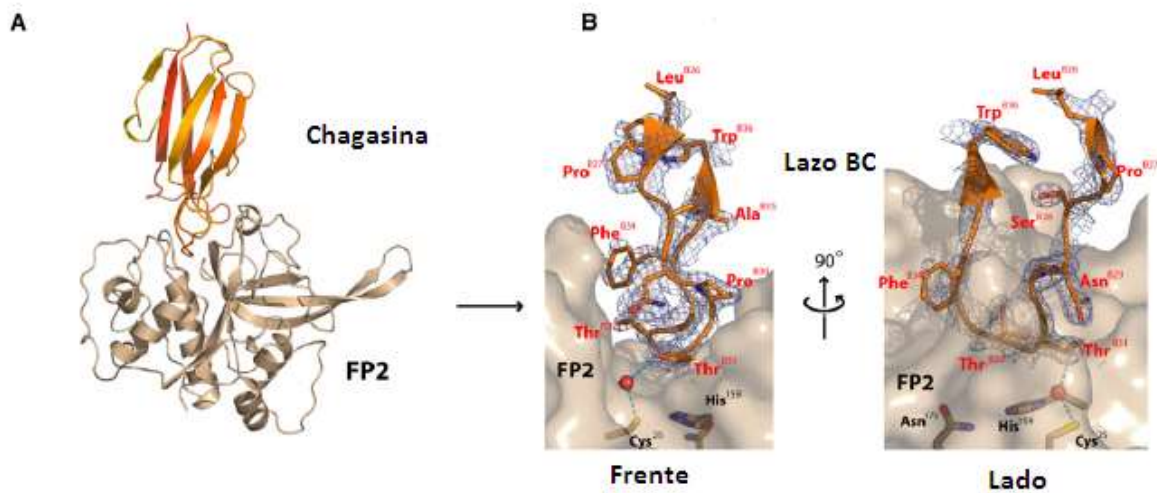 A
B
Chagasina
FP2
Leu
Trp
Pro
Ala
Phe
Pro
Thr
Thr
FP2
His
Cys
Frente
Lazo BC
90°
Leu
Trp
Pro
Ser
Phe
Asn
Thr
Thr
FP2
Asn
His
Cys
Lado